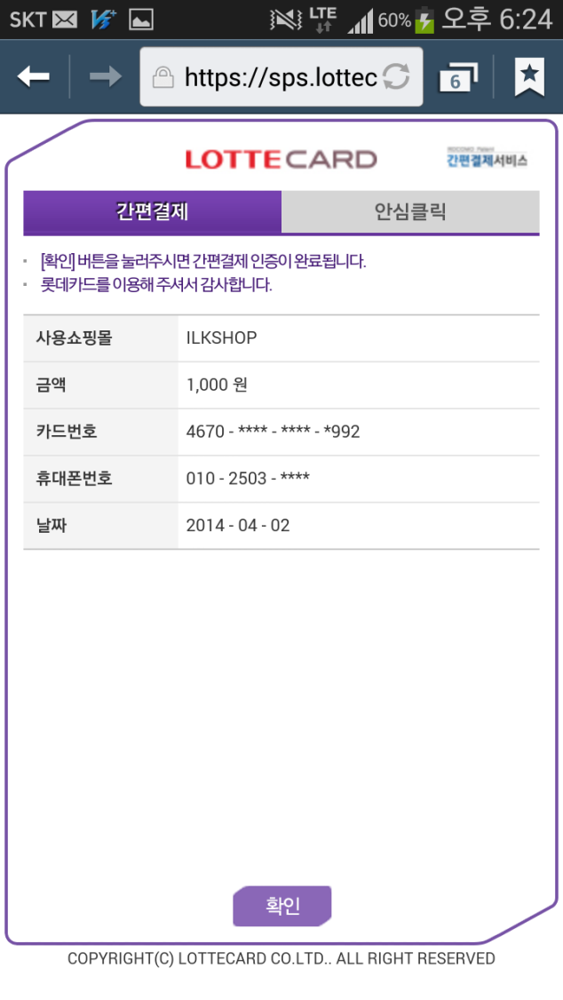 SKT LTE 60% 오후 6:24
https://sps.lottec 6
LOTTECARD 간편결제서비스
간편결제 안심클릭
[확인] 버튼을 눌러주시면 간편결제 인증이 완료됩니다.
롯데카드를 이용해 주셔서 감사합니다.
사용쇼핑몰 ILKSHOP
금액 1,000 원
카드번호 4670 - **** - **** - *992
휴대폰번호 010 - 2503 - ****
날짜 2014 - 04 - 02
확인
COPYRIGHT(C) LOTTECARD CO.LTD.. ALL RIGHT RESERVED